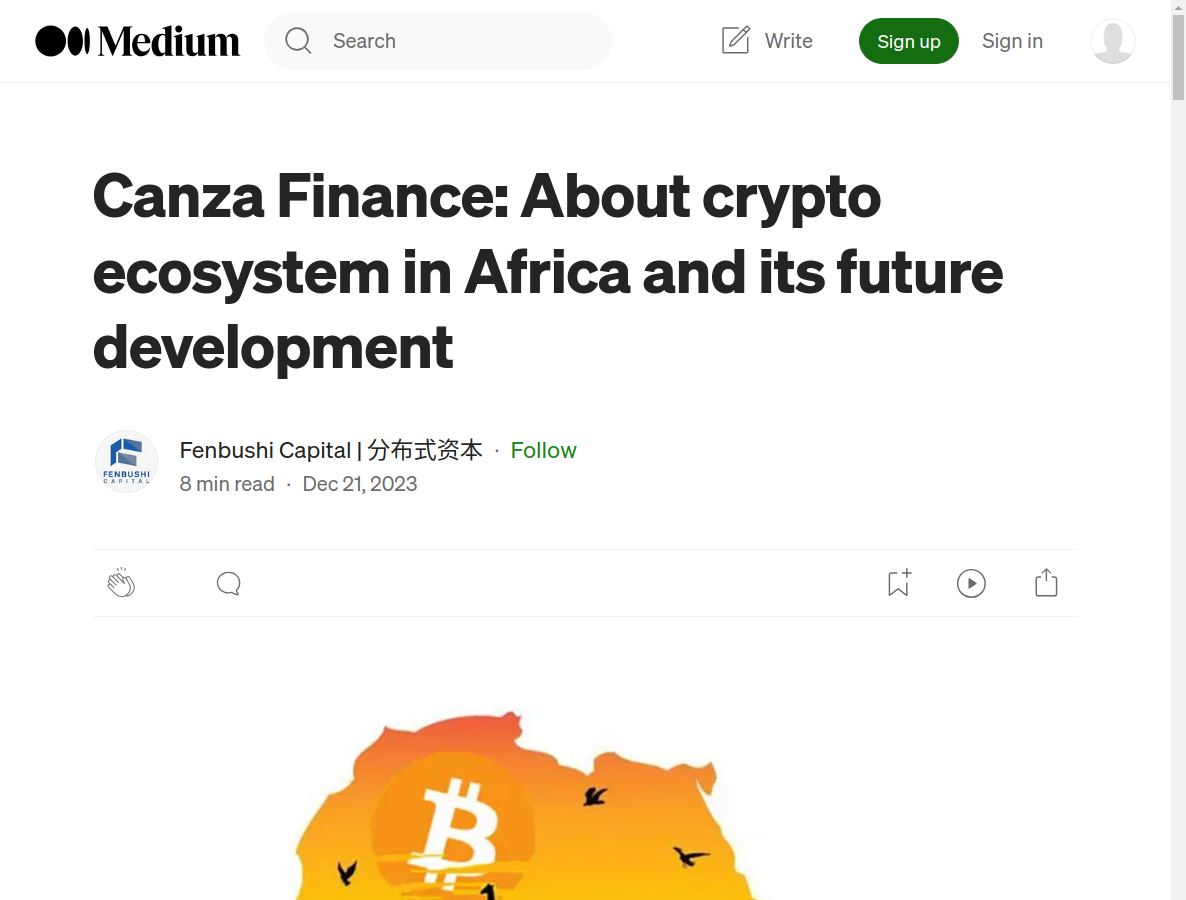 Medium
Search
Write
Sign up
Sign in
Canza Finance: About crypto
ecosystem in Africa and its future
development
FENBUSHI
CAPITAL
Fenbushi Capital | 分布式资本 · Follow
8 min read · Dec 21, 2023